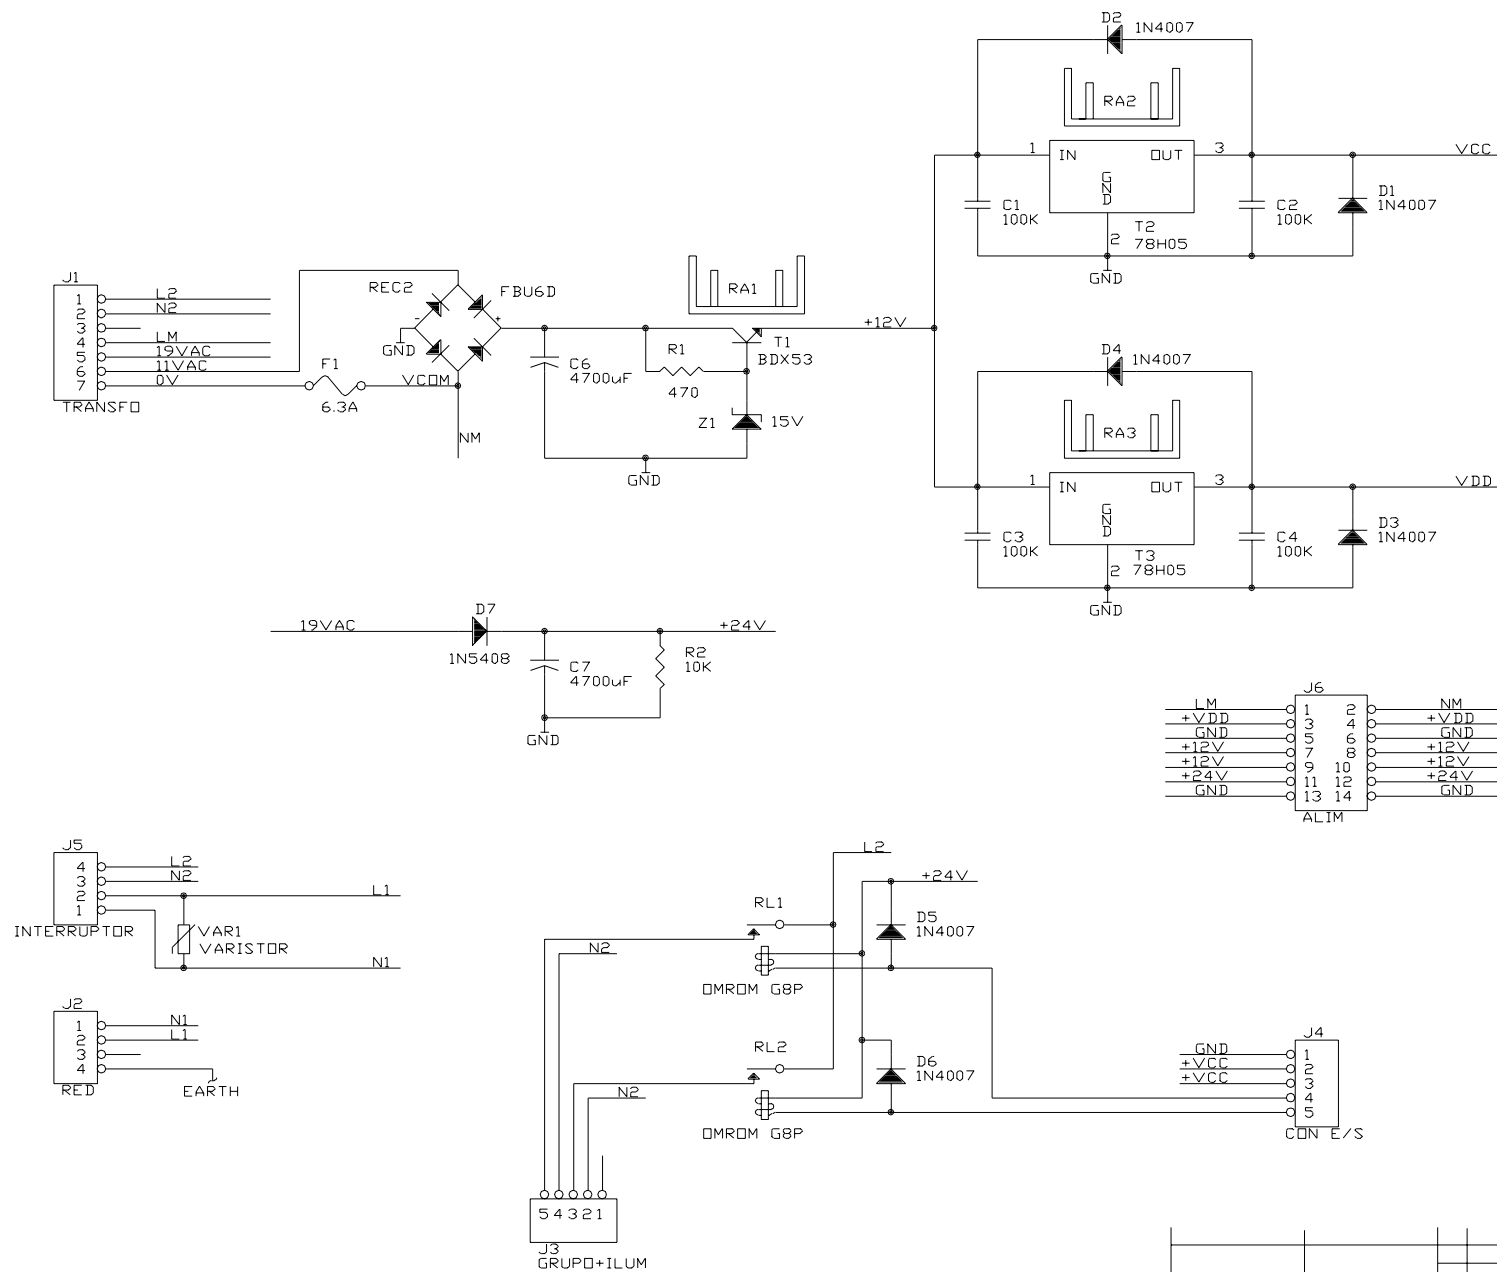 D2
1N4007
RA2
1
IN
OUT
3
VCC
GND
C1
100K
C2
100K
D1
1N4007
T2
2
78H05
GND
J1
1
L2
2
N2
3
4
LM
5
19VAC
6
11VAC
7
0V
TRANSFO
F1
6.3A
REC2
FBU6D
-
+
GND
VCOM
NM
C6
4700uF
RA1
R1
470
T1
BDX53
Z1
15V
GND
+12V
D4
1N4007
RA3
1
IN
OUT
3
VDD
GND
C3
100K
C4
100K
D3
1N4007
T3
2
78H05
GND
19VAC
D7
1N5408
+24V
C7
4700uF
R2
10K
GND
J6
LM 1 2 NM
+VDD 3 4 +VDD
GND 5 6 GND
+12V 7 8 +12V
+12V 9 10 +12V
+24V 11 12 +24V
GND 13 14 GND
ALIM
J5
4 L2
3 N2
2 L1
1
INTERRUPTOR
VAR1
VARISTOR
N1
J2
1 N1
2 L1
3
4
RED
EARTH
L2
+24V
RL1
D5
1N4007
N2
OMROM G8P
RL2
D6
1N4007
N2
OMROM G8P
J4
GND 1
+VCC 2
+VCC 3
4
5
CON E/S
5 4 3 2 1
J3
GRUPO+ILUM